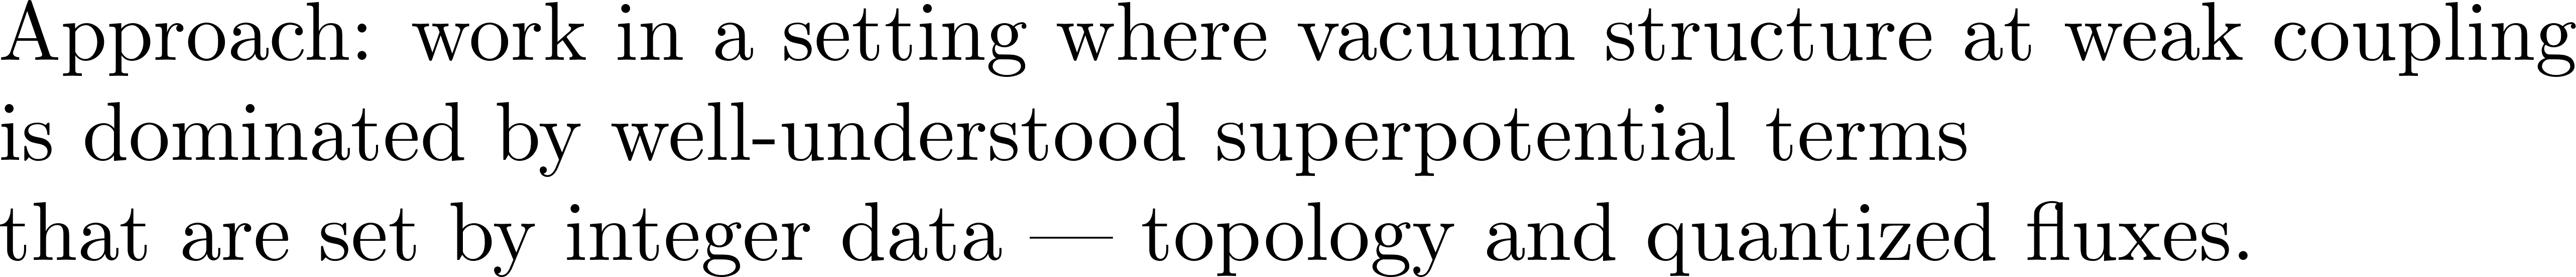 Approach: work in a setting where vacuum structure at weak coupling
is dominated by well-understood superpotential terms
that are set by integer data — topology and quantized fluxes.